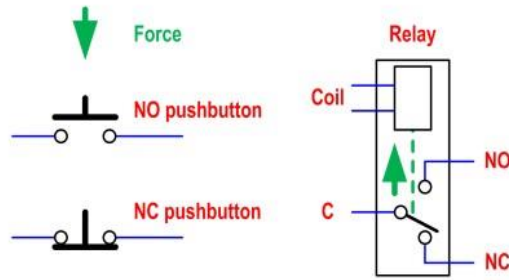 Force
NO pushbutton
NC pushbutton
Relay
Coil
NO
C
NC